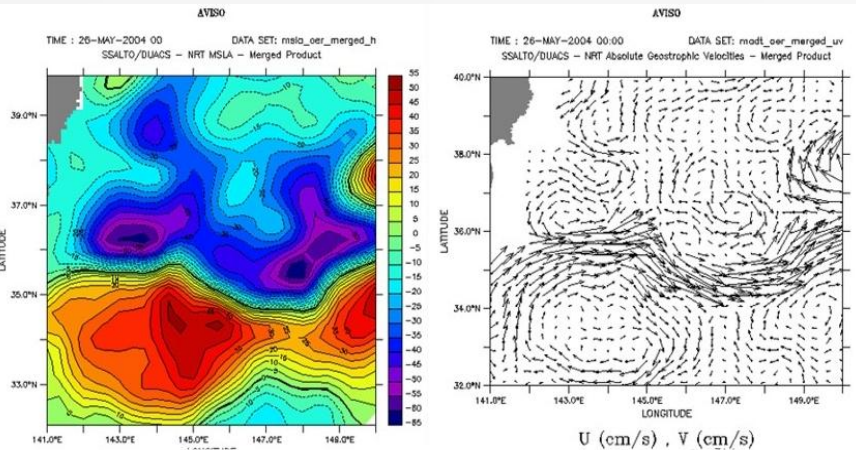 AVISO
TIME : 26-MAY-2004 00 DATA SET: msla_oer_merged_h
SSALTO/DUACS - NRT MSLA - Merged Product
39.0°N
37.0°N
35.0°N
33.0°N
LATITUDE
141.0°E 143.0°E 145.0°E 147.0°E 149.0°E
LONGITUDE
55
50
45
40
35
30
25
20
15
10
5
0
-5
-10
-15
-20
-25
-30
-35
-40
-45
-50
-55
-60
-65
AVISO
TIME : 26-MAY-2004 00:00 DATA SET: madt_oer_merged_uv
SSALTO/DUACS - NRT Absolute Geostrophic Velocities - Merged Product
40.0°N
38.0°N
36.0°N
34.0°N
32.0°N
LATITUDE
141.0°E 143.0°E 145.0°E 147.0°E 149.0°E
LONGITUDE
U (cm/s) , V (cm/s)